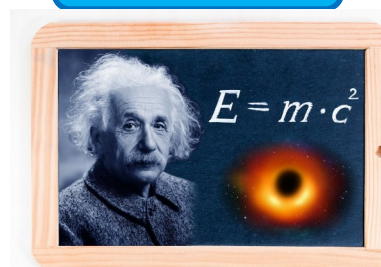 E = m·c²